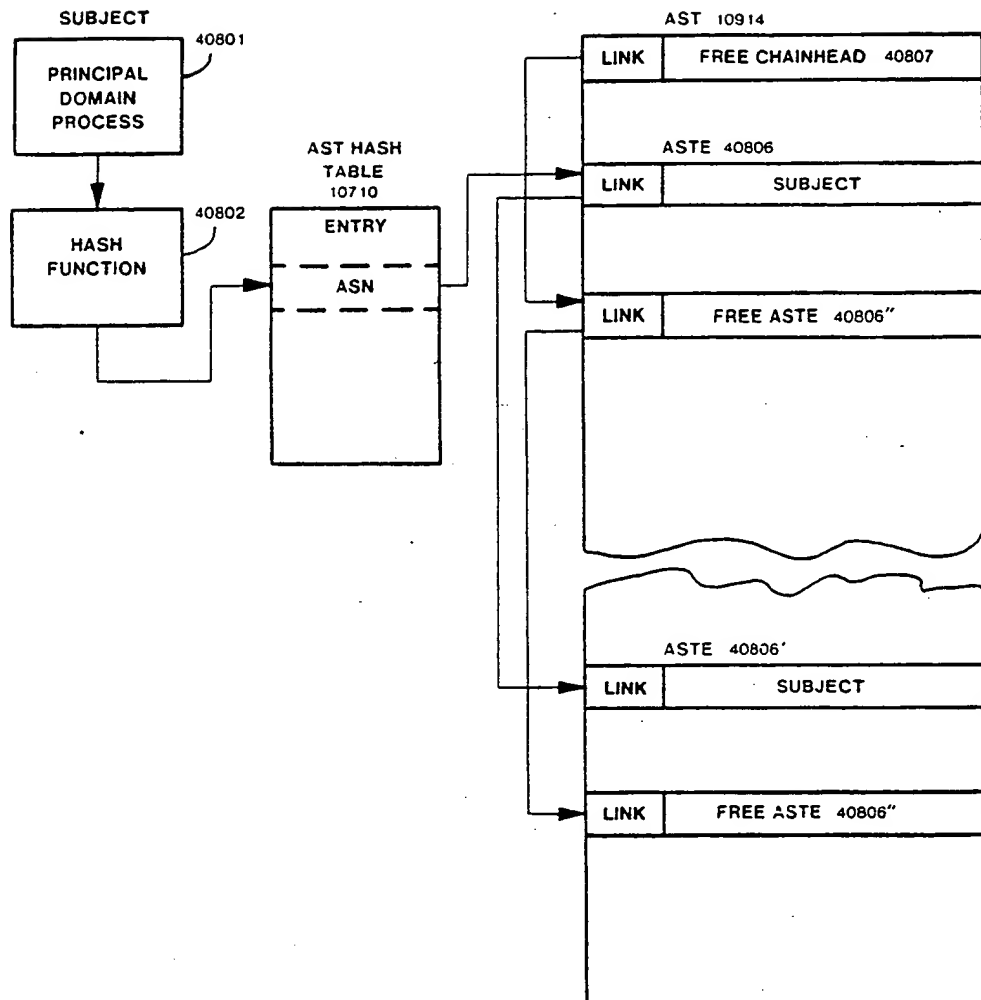 SUBJECT
40801
PRINCIPAL
DOMAIN
PROCESS
40802
HASH
FUNCTION
AST HASH
TABLE
10710
ENTRY
ASN
AST 10914
LINK FREE CHAINHEAD 40807
ASTE 40806
LINK SUBJECT
LINK FREE ASTE 40806"
ASTE 40806'
LINK SUBJECT
LINK FREE ASTE 40806"